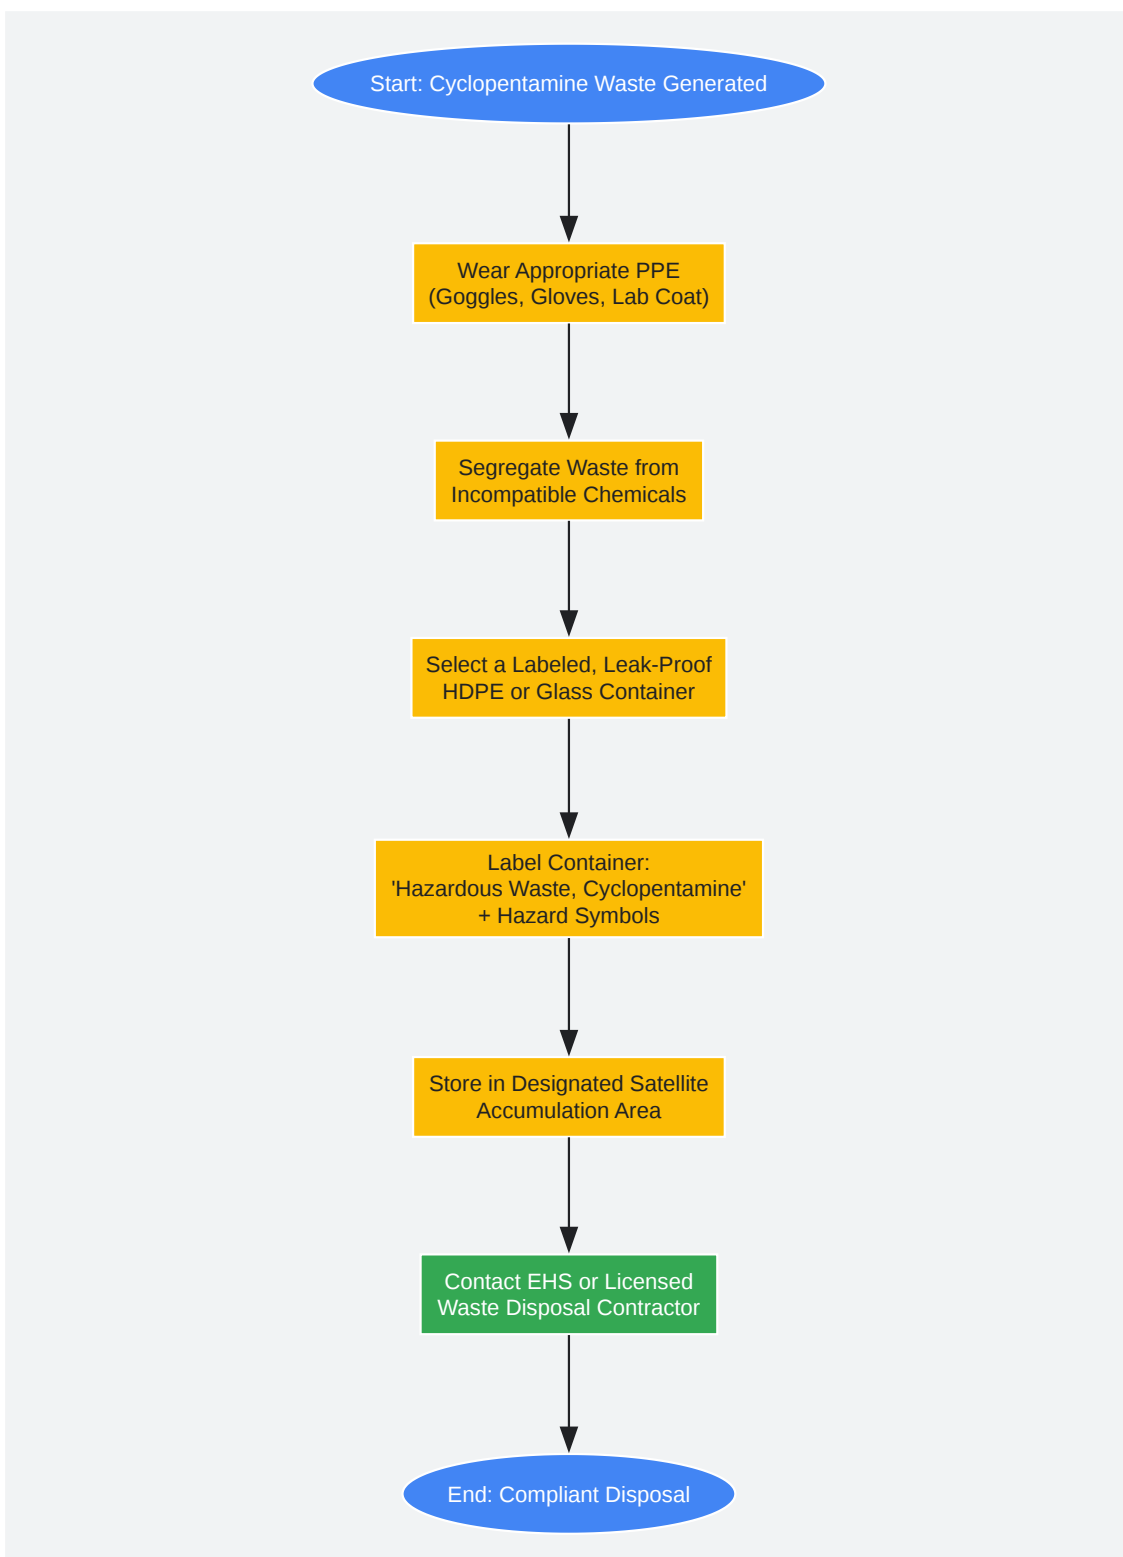 Start: Cyclopentamine Waste Generated
Wear Appropriate PPE
(Goggles, Gloves, Lab Coat)
Segregate Waste from
Incompatible Chemicals
Select a Labeled, Leak-Proof
HDPE or Glass Container
Label Container:
'Hazardous Waste, Cyclopentamine'
+ Hazard Symbols
Store in Designated Satellite
Accumulation Area
Contact EHS or Licensed
Waste Disposal Contractor
End: Compliant Disposal